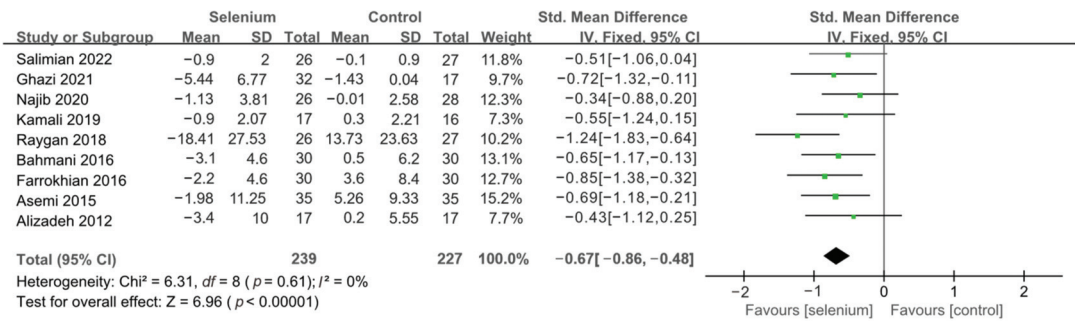 Selenium Control Std. Mean Difference Std. Mean Difference
Study or Subgroup Mean SD Total Mean SD Total Weight IV. Fixed. 95% CI IV. Fixed. 95% CI
Salimian 2022 −0.9 2 26 −0.1 0.9 27 11.8% −0.51[−1.06,0.04]
Ghazi 2021 −5.44 6.77 32 −1.43 0.04 17 9.7% −0.72[−1.32,−0.11]
Najib 2020 −1.13 3.81 26 −0.01 2.58 28 12.3% −0.34[−0.88,0.20]
Kamali 2019 −0.9 2.07 17 0.3 2.21 16 7.3% −0.55[−1.24,0.15]
Raygan 2018 −18.41 27.53 26 13.73 23.63 27 10.2% −1.24[−1.83,−0.64]
Bahmani 2016 −3.1 4.6 30 0.5 6.2 30 13.1% −0.65[−1.17,−0.13]
Farrokhian 2016 −2.2 4.6 30 3.6 8.4 30 12.7% −0.85[−1.38,−0.32]
Asemi 2015 −1.98 11.25 35 5.26 9.33 35 15.2% −0.69[−1.18,−0.21]
Alizadeh 2012 −3.4 10 17 0.2 5.55 17 7.7% −0.43[−1.12,0.25]
Total (95% CI) 239 227 100.0% −0.67[ −0.86, −0.48]
Heterogeneity: Chi² = 6.31, df = 8 ( p = 0.61); I² = 0%
Test for overall effect: Z = 6.96 ( p < 0.00001)
−2 −1 0 1 2
Favours [selenium] Favours [control]